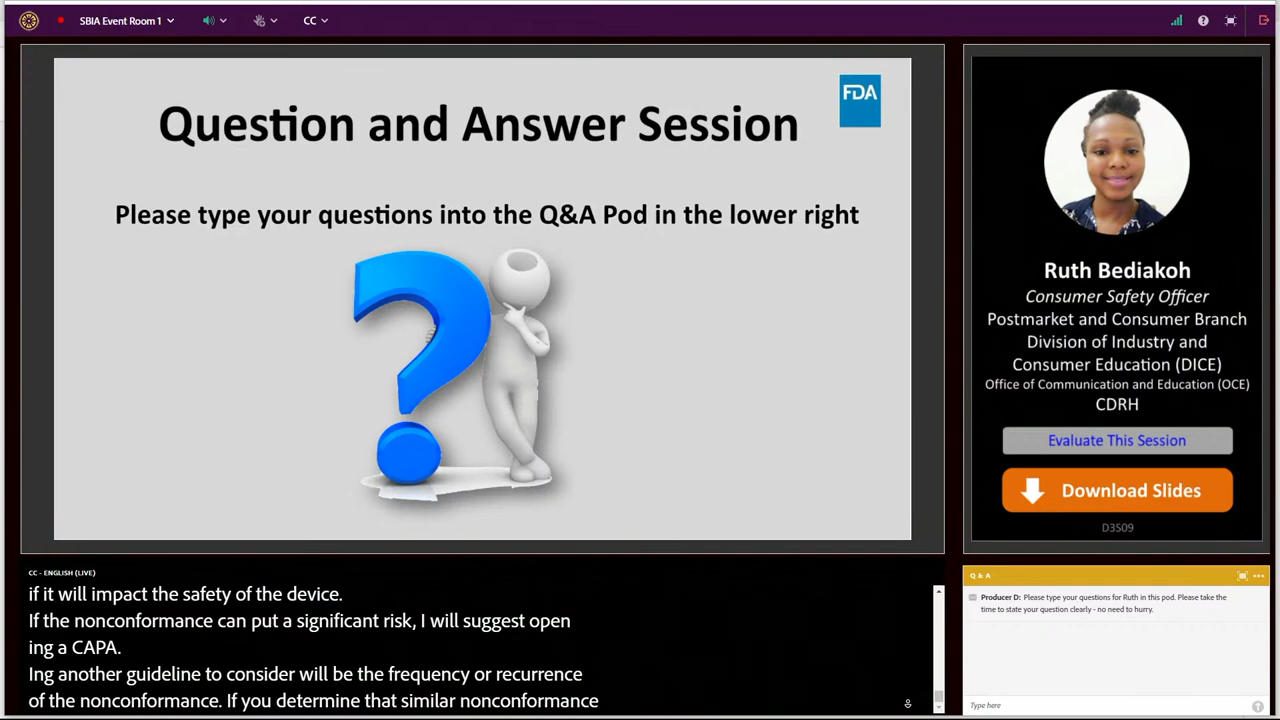 SBIA Event Room 1
CC
FDA
Question and Answer Session
Please type your questions into the Q&A Pod in the lower right
Ruth Bediakoh
Consumer Safety Officer
Postmarket and Consumer Branch
Division of Industry and
Consumer Education (DICE)
Office of Communication and Education (OCE)
CDRH
Evaluate This Session
Download Slides
D3S09
CC - ENGLISH (LIVE)
if it will impact the safety of the device.
If the nonconformance can put a significant risk, I will suggest open
ing a CAPA.
Ing another guideline to consider will be the frequency or recurrence
of the nonconformance. If you determine that similar nonconformance
Q & A
Producer D: Please type your questions for Ruth in this pod. Please take the
time to state your question clearly - no need to hurry.
Type here